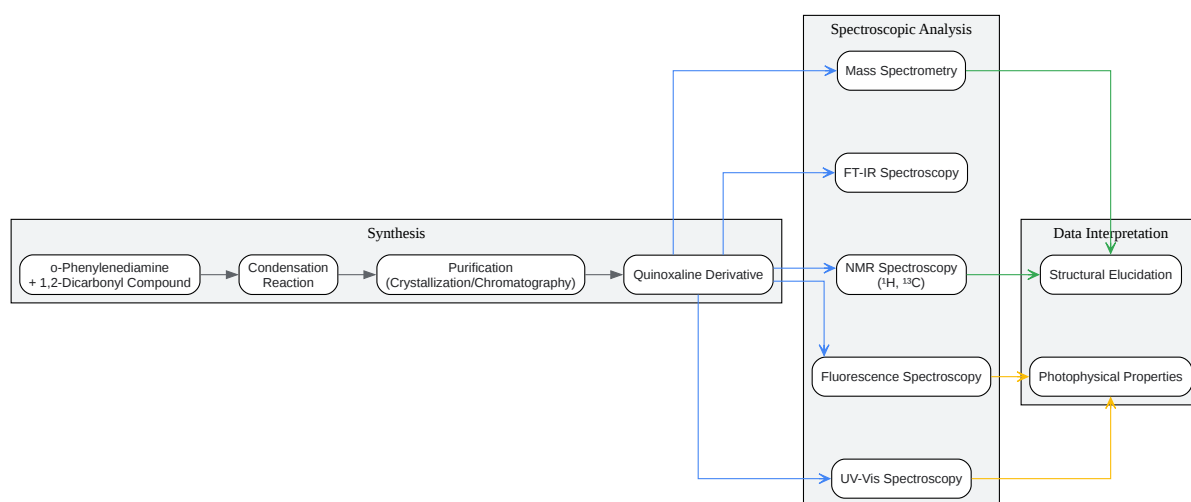 Spectroscopic Analysis
Mass Spectrometry
FT-IR Spectroscopy
Synthesis
o-Phenylenediamine
+ 1,2-Dicarbonyl Compound
Condensation
Reaction
Purification
(Crystallization/Chromatography)
Quinoxaline Derivative
NMR Spectroscopy
(¹H, ¹³C)
Data Interpretation
Structural Elucidation
Fluorescence Spectroscopy
Photophysical Properties
UV-Vis Spectroscopy